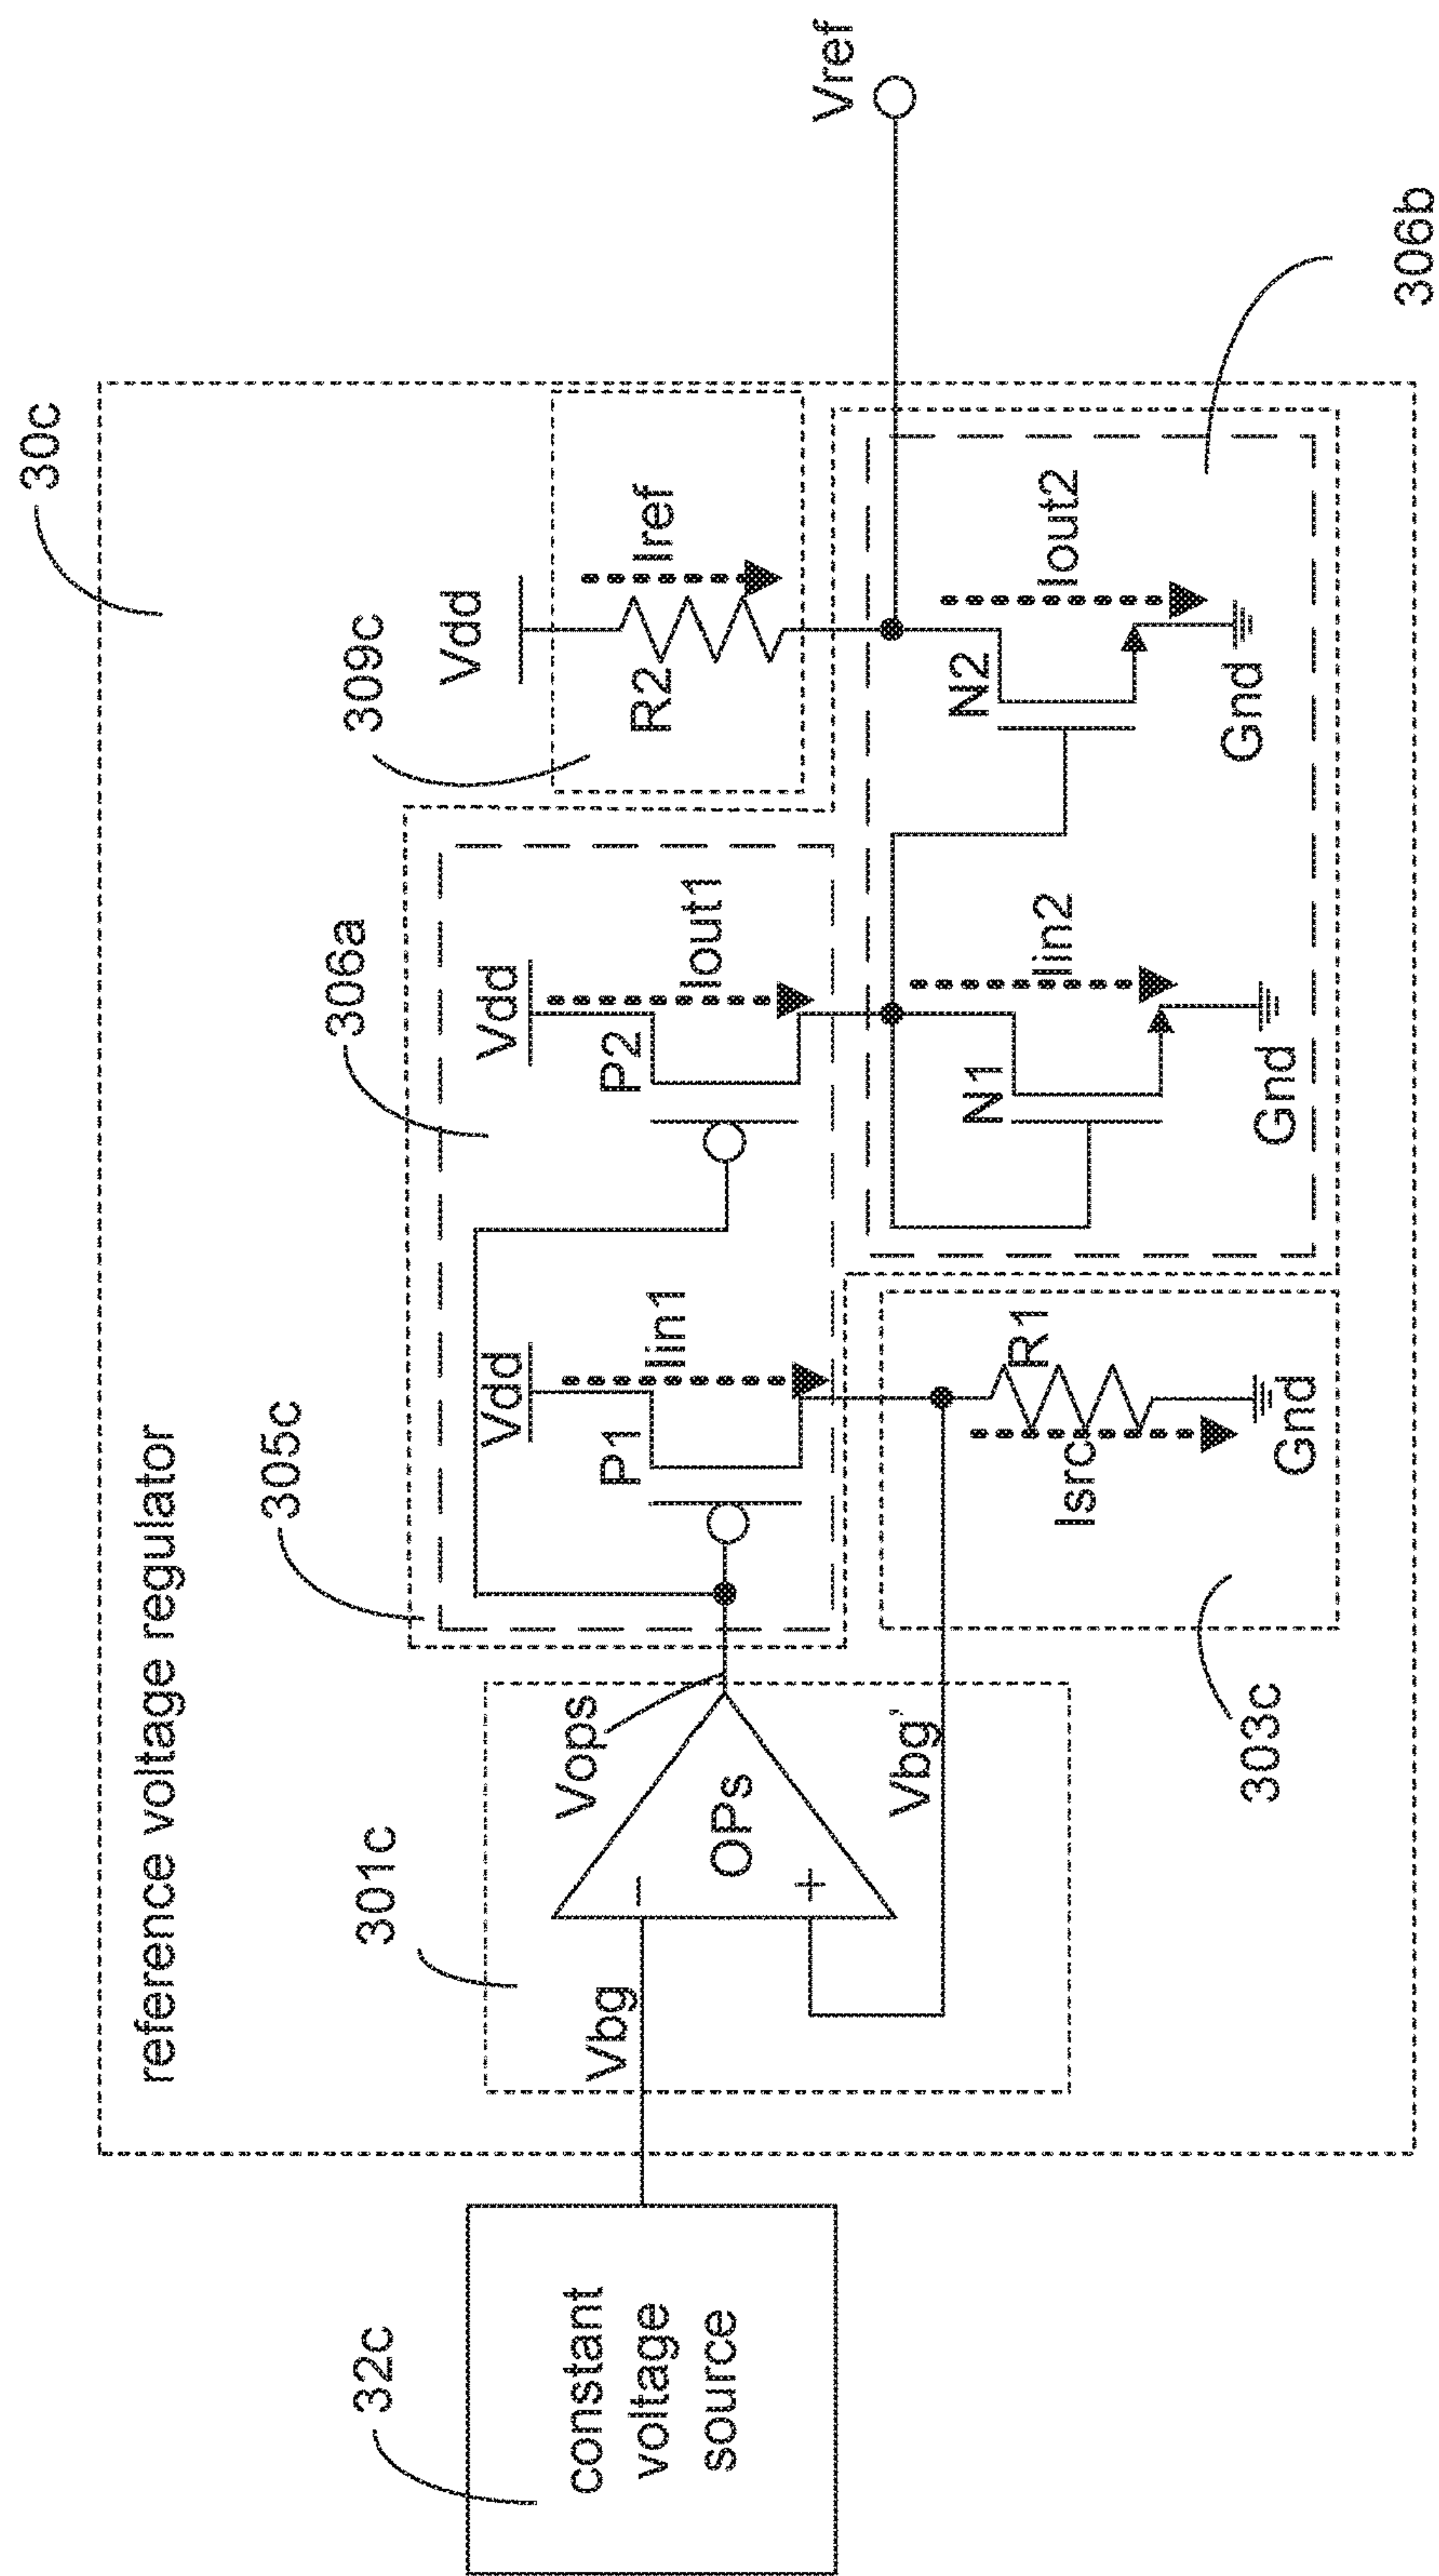 30c
reference voltage regulator
32c
constant
voltage
source
301c
Vbg
OPs
−
+
Vops
Vbg'
305c
306a
Vdd
P1
Iin1
Vdd
P2
Iout1
309c
Vdd
R2
Iref
Vref
303c
Isrc
R1
Gnd
N1
Iin2
Gnd
N2
Iout2
Gnd
306b